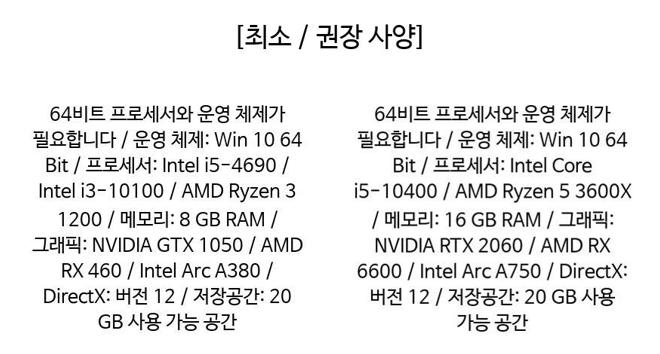 [최소 / 권장 사양]
64비트 프로세서와 운영 체제가
필요합니다 / 운영 체제: Win 10 64
Bit / 프로세서: Intel i5-4690 /
Intel i3-10100 / AMD Ryzen 3
1200 / 메모리: 8 GB RAM /
그래픽: NVIDIA GTX 1050 / AMD
RX 460 / Intel Arc A380 /
DirectX: 버전 12 / 저장공간: 20
GB 사용 가능 공간
64비트 프로세서와 운영 체제가
필요합니다 / 운영 체제: Win 10 64
Bit / 프로세서: Intel Core
i5-10400 / AMD Ryzen 5 3600X
/ 메모리: 16 GB RAM / 그래픽:
NVIDIA RTX 2060 / AMD RX
6600 / Intel Arc A750 / DirectX:
버전 12 / 저장공간: 20 GB 사용
가능 공간